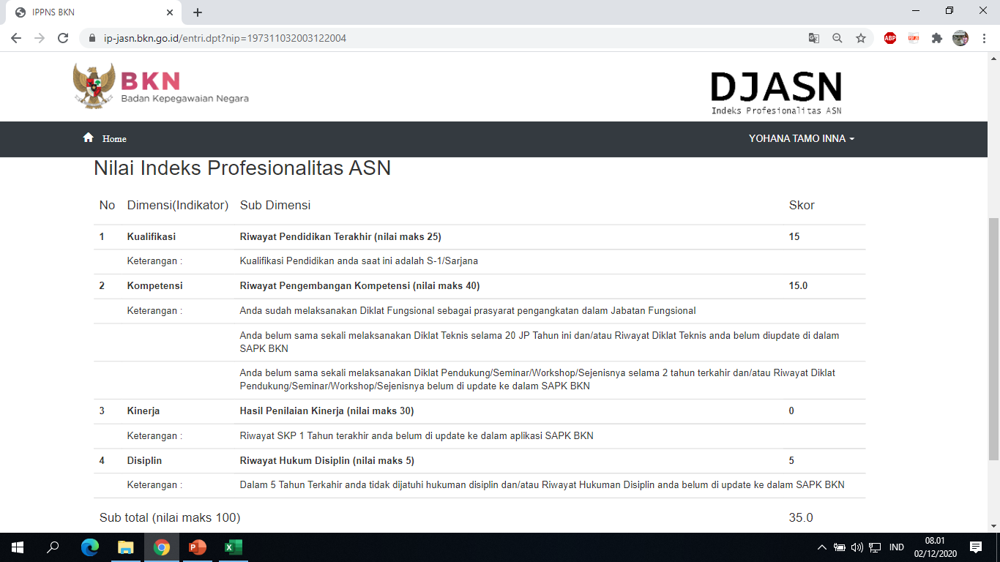 IPPNS BKN
ip-jasn.bkn.go.id/entri.dpt?nip=197311032003122004
ABP
BKN
Badan Kepegawaian Negara
DJASN
Indeks Profesionalitas ASN
Home
YOHANA TAMO INNA
Nilai Indeks Profesionalitas ASN
No Dimensi(Indikator) Sub Dimensi Skor
1 Kualifikasi Riwayat Pendidikan Terakhir (nilai maks 25) 15
Keterangan : Kualifikasi Pendidikan anda saat ini adalah S-1/Sarjana
2 Kompetensi Riwayat Pengembangan Kompetensi (nilai maks 40) 15.0
Keterangan : Anda sudah melaksanakan Diklat Fungsional sebagai prasyarat pengangkatan dalam Jabatan Fungsional
Anda belum sama sekali melaksanakan Diklat Teknis selama 20 JP Tahun ini dan/atau Riwayat Diklat Teknis anda belum diupdate di dalam
SAPK BKN
Anda belum sama sekali melaksanakan Diklat Pendukung/Seminar/Workshop/Sejenisnya selama 2 tahun terkahir dan/atau Riwayat Diklat
Pendukung/Seminar/Workshop/Sejenisnya belum di update ke dalam SAPK BKN
3 Kinerja Hasil Penilaian Kinerja (nilai maks 30) 0
Keterangan : Riwayat SKP 1 Tahun terakhir anda belum di update ke dalam aplikasi SAPK BKN
4 Disiplin Riwayat Hukum Disiplin (nilai maks 5) 5
Keterangan : Dalam 5 Tahun Terkahir anda tidak dijatuhi hukuman disiplin dan/atau Riwayat Hukuman Disiplin anda belum di update ke dalam SAPK BKN
Sub total (nilai maks 100) 35.0
IND
08.01
02/12/2020